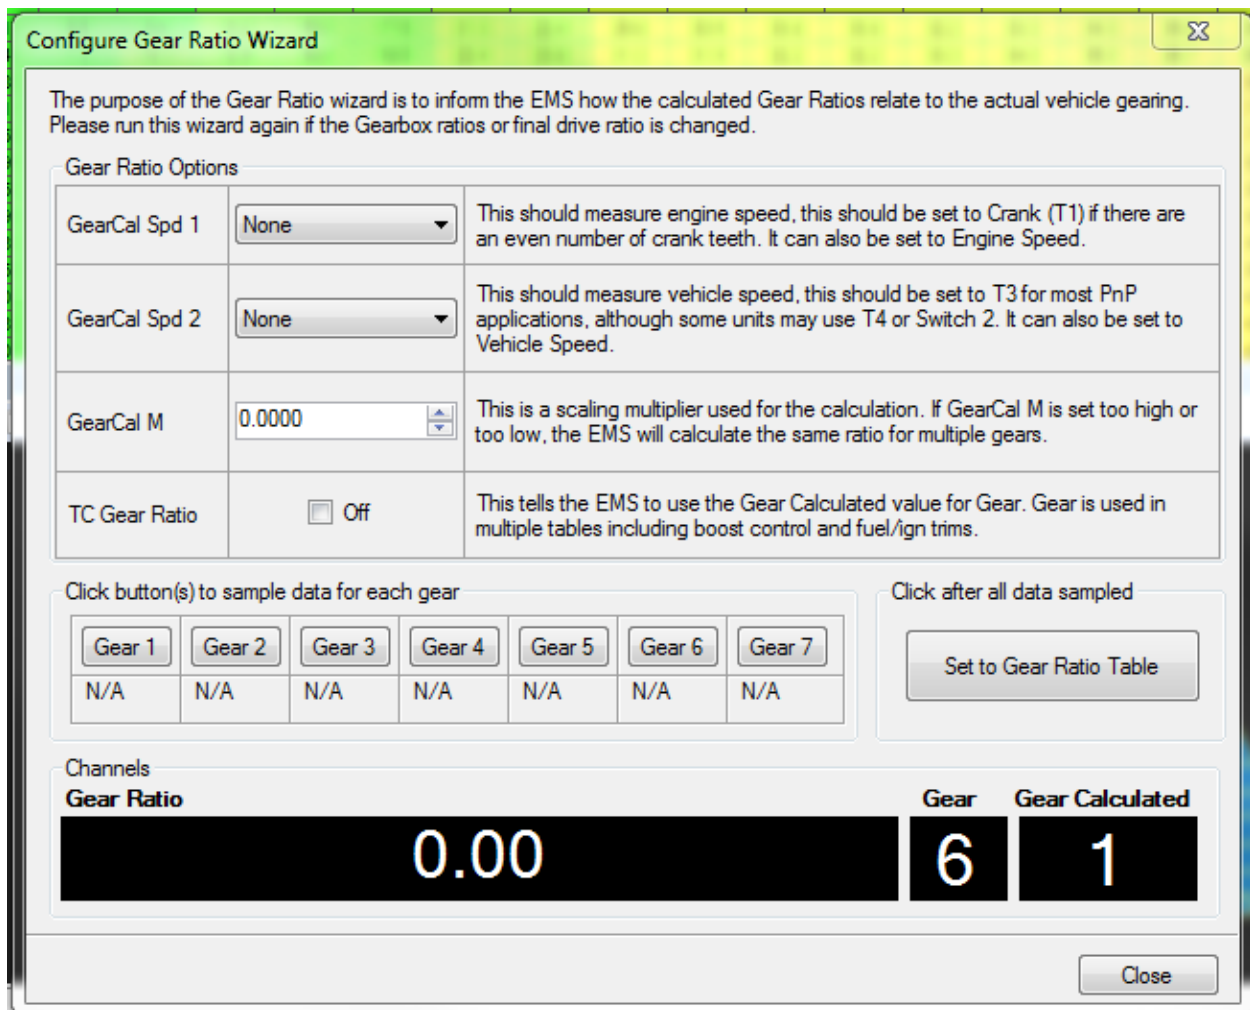 Configure Gear Ratio Wizard
The purpose of the Gear Ratio wizard is to inform the EMS how the calculated Gear Ratios relate to the actual vehicle gearing.
Please run this wizard again if the Gearbox ratios or final drive ratio is changed.
Gear Ratio Options
GearCal Spd 1
None
This should measure engine speed, this should be set to Crank (T1) if there are
an even number of crank teeth. It can also be set to Engine Speed.
GearCal Spd 2
None
This should measure vehicle speed, this should be set to T3 for most PnP
applications, although some units may use T4 or Switch 2. It can also be set to
Vehicle Speed.
GearCal M
0.0000
This is a scaling multiplier used for the calculation. If GearCal M is set too high or
too low, the EMS will calculate the same ratio for multiple gears.
TC Gear Ratio
Off
This tells the EMS to use the Gear Calculated value for Gear. Gear is used in
multiple tables including boost control and fuel/ign trims.
Click button(s) to sample data for each gear
Gear 1 Gear 2 Gear 3 Gear 4 Gear 5 Gear 6 Gear 7
N/A N/A N/A N/A N/A N/A N/A
Click after all data sampled
Set to Gear Ratio Table
Channels
Gear Ratio Gear Gear Calculated
0.00 6 1
Close